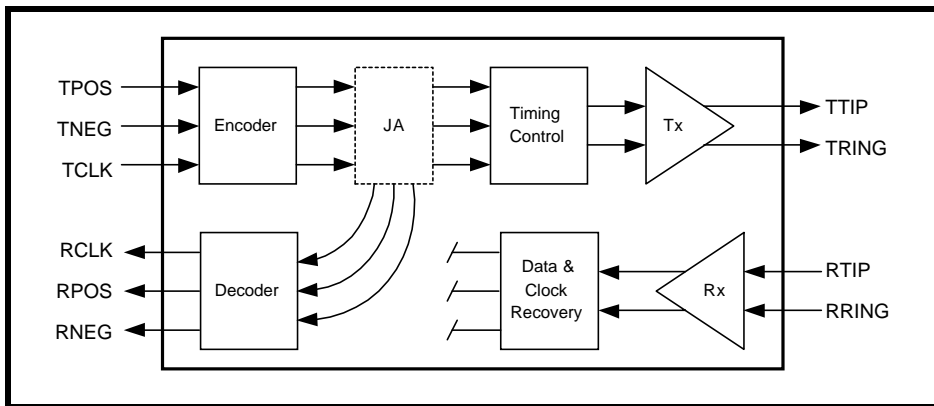 TPOS
TNEG
TCLK
Encoder
JA
Timing
Control
Tx
TTIP
TRING
RCLK
RPOS
RNEG
Decoder
Data &
Clock
Recovery
Rx
RTIP
RRING